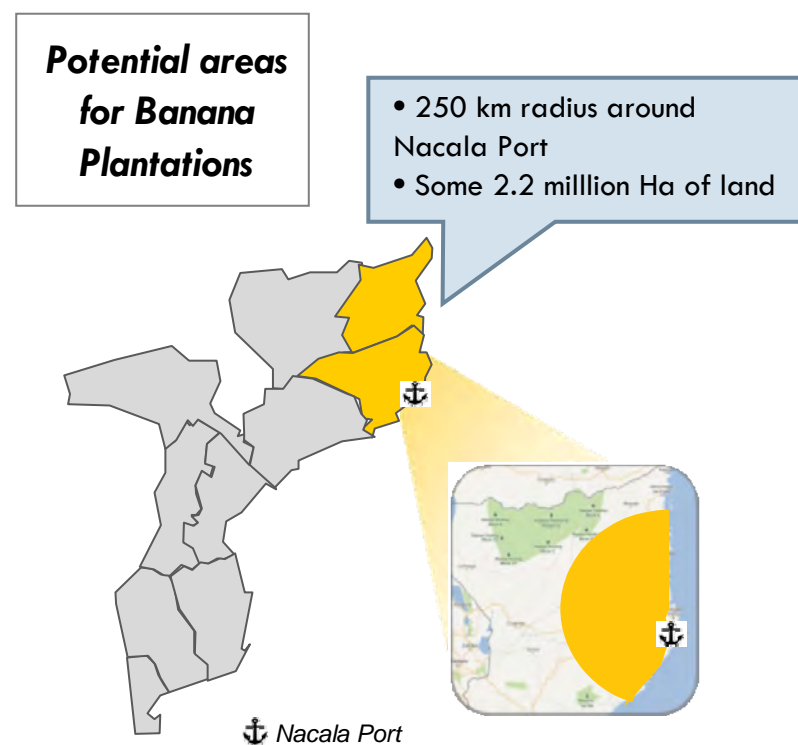 Potential areas
for Banana
Plantations
• 250 km radius around
Nacala Port
• Some 2.2 milllion Ha of land
Nacala Port